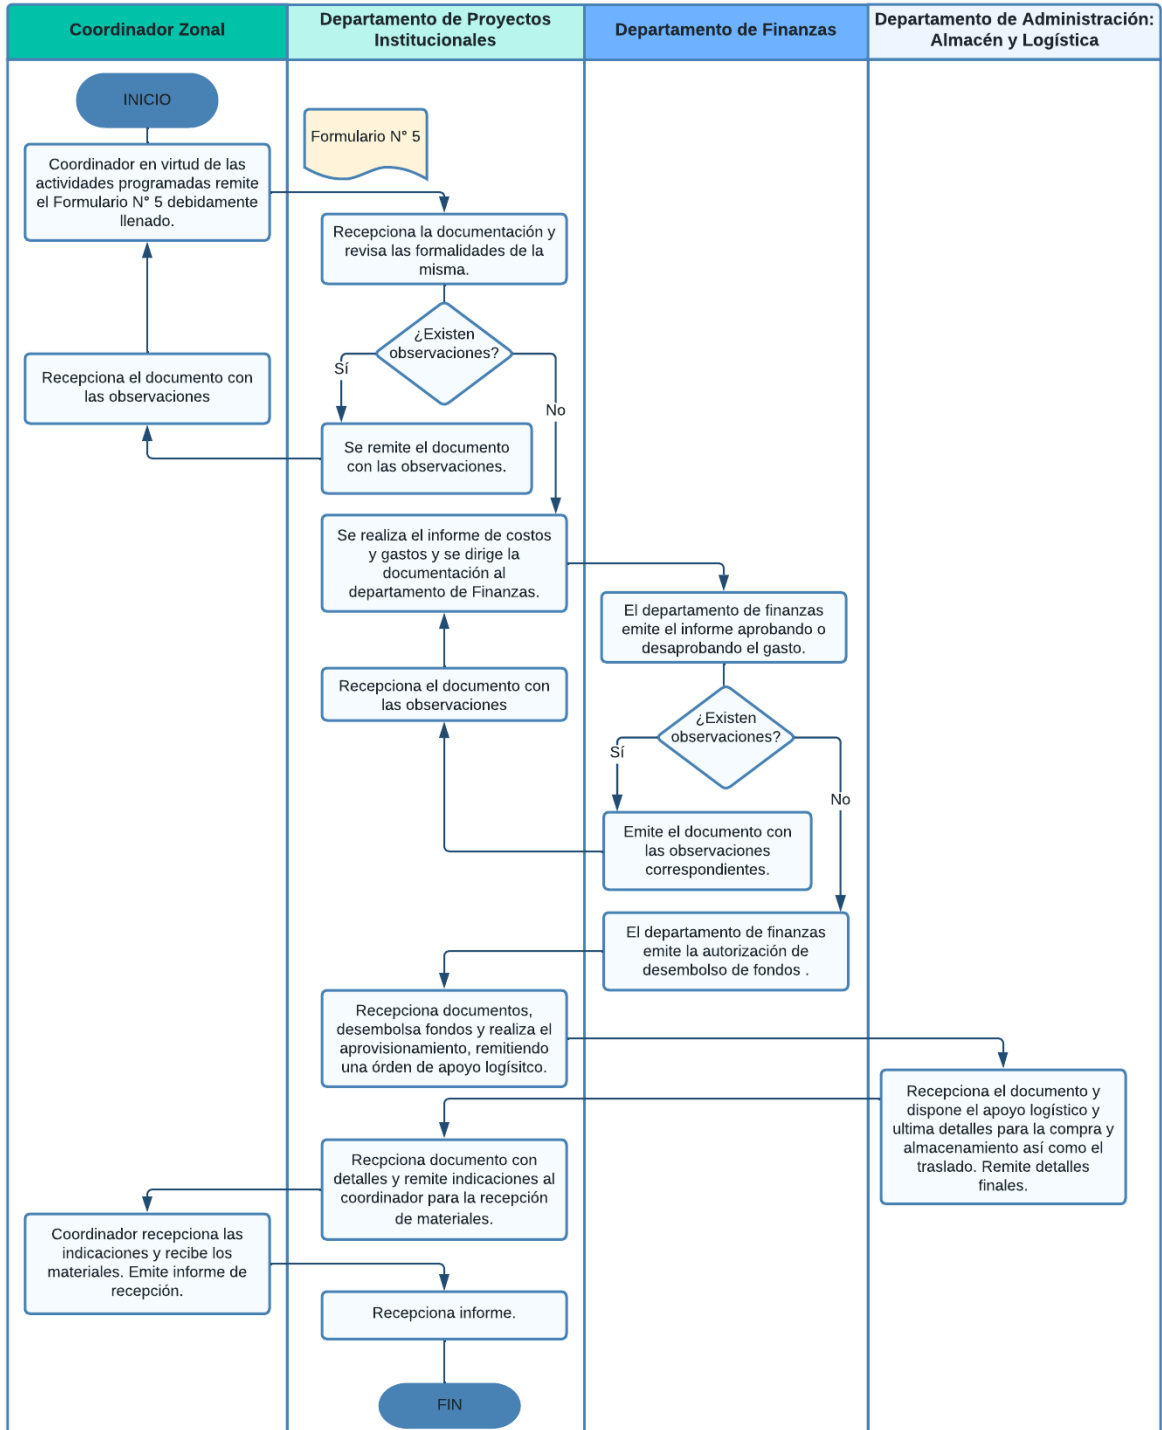 Coordinador Zonal
Departamento de Proyectos
Institucionales
Departamento de Finanzas
Departamento de Administración:
Almacén y Logística
INICIO
Formulario N° 5
Coordinador en virtud de las
actividades programadas remite
el Formulario N° 5 debidamente
llenado.
Recepciona la documentación y
revisa las formalidades de la
misma.
¿Existen
observaciones?
Sí
No
Recepciona el documento con
las observaciones
Se remite el documento
con las observaciones.
Se realiza el informe de costos
y gastos y se dirige la
documentación al
departamento de Finanzas.
El departamento de finanzas
emite el informe aprobando o
desaprobando el gasto.
Recepciona el documento con
las observaciones
¿Existen
observaciones?
Sí
No
Emite el documento con
las observaciones
correspondientes.
El departamento de finanzas
emite la autorización de
desembolso de fondos .
Recepciona documentos,
desembolsa fondos y realiza el
aprovisionamiento, remitiendo
una órden de apoyo logísitco.
Recepciona el documento y
dispone el apoyo logístico y
ultima detalles para la compra y
almacenamiento así como el
traslado. Remite detalles
finales.
Recpciona documento con
detalles y remite indicaciones al
coordinador para la recepción
de materiales.
Coordinador recepciona las
indicaciones y recibe los
materiales. Emite informe de
recepción.
Recepciona informe.
FIN